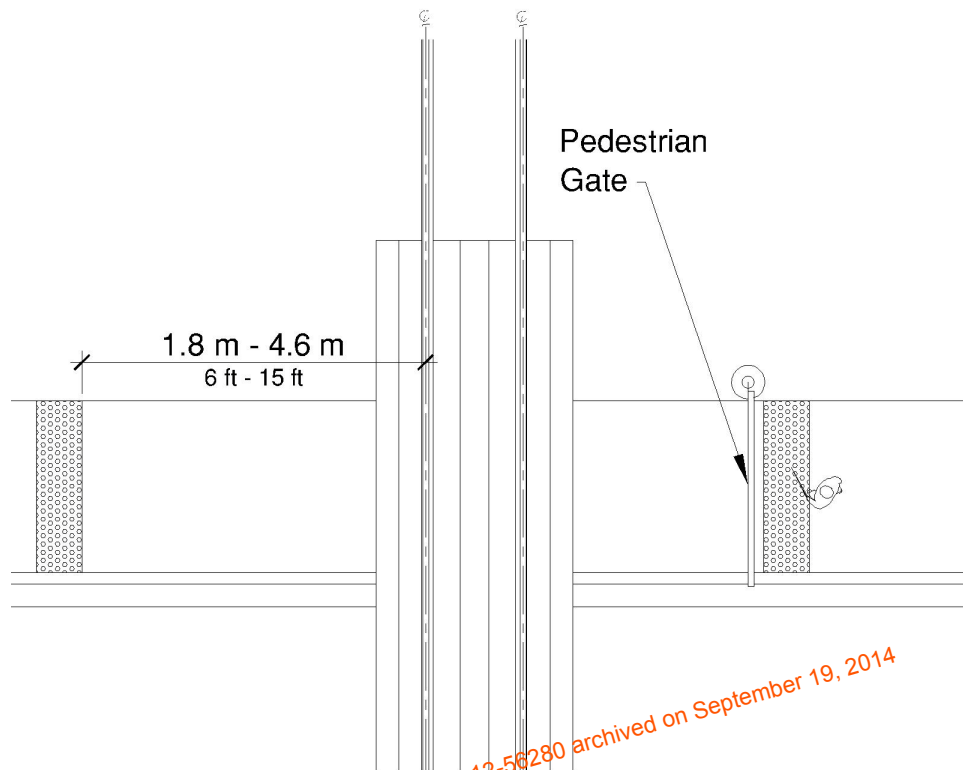 Pedestrian
Gate
1.8 m - 4.6 m
6 ft - 15 ft
archived on September 19, 2014